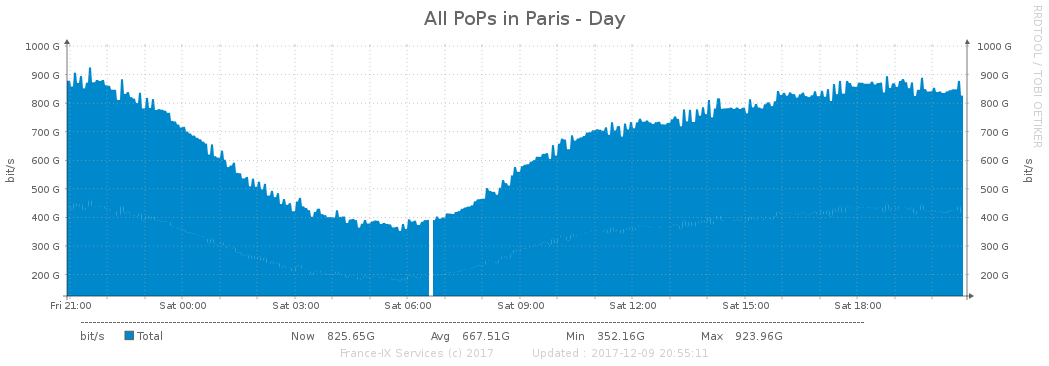 All PoPs in Paris - Day
RRDTOOL / TOBI OETIKER
1000 G 1000 G
900 G 900 G
800 G 800 G
700 G 700 G
600 G 600 G
500 G 500 G
400 G 400 G
300 G 300 G
200 G 200 G
bit/s bit/s
Fri 21:00 Sat 00:00 Sat 03:00 Sat 06:00 Sat 09:00 Sat 12:00 Sat 15:00 Sat 18:00
bit/s Total Now 825.65G Avg 667.51G Min 352.16G Max 923.96G
France-IX Services (c) 2017 Updated : 2017-12-09 20:55:11